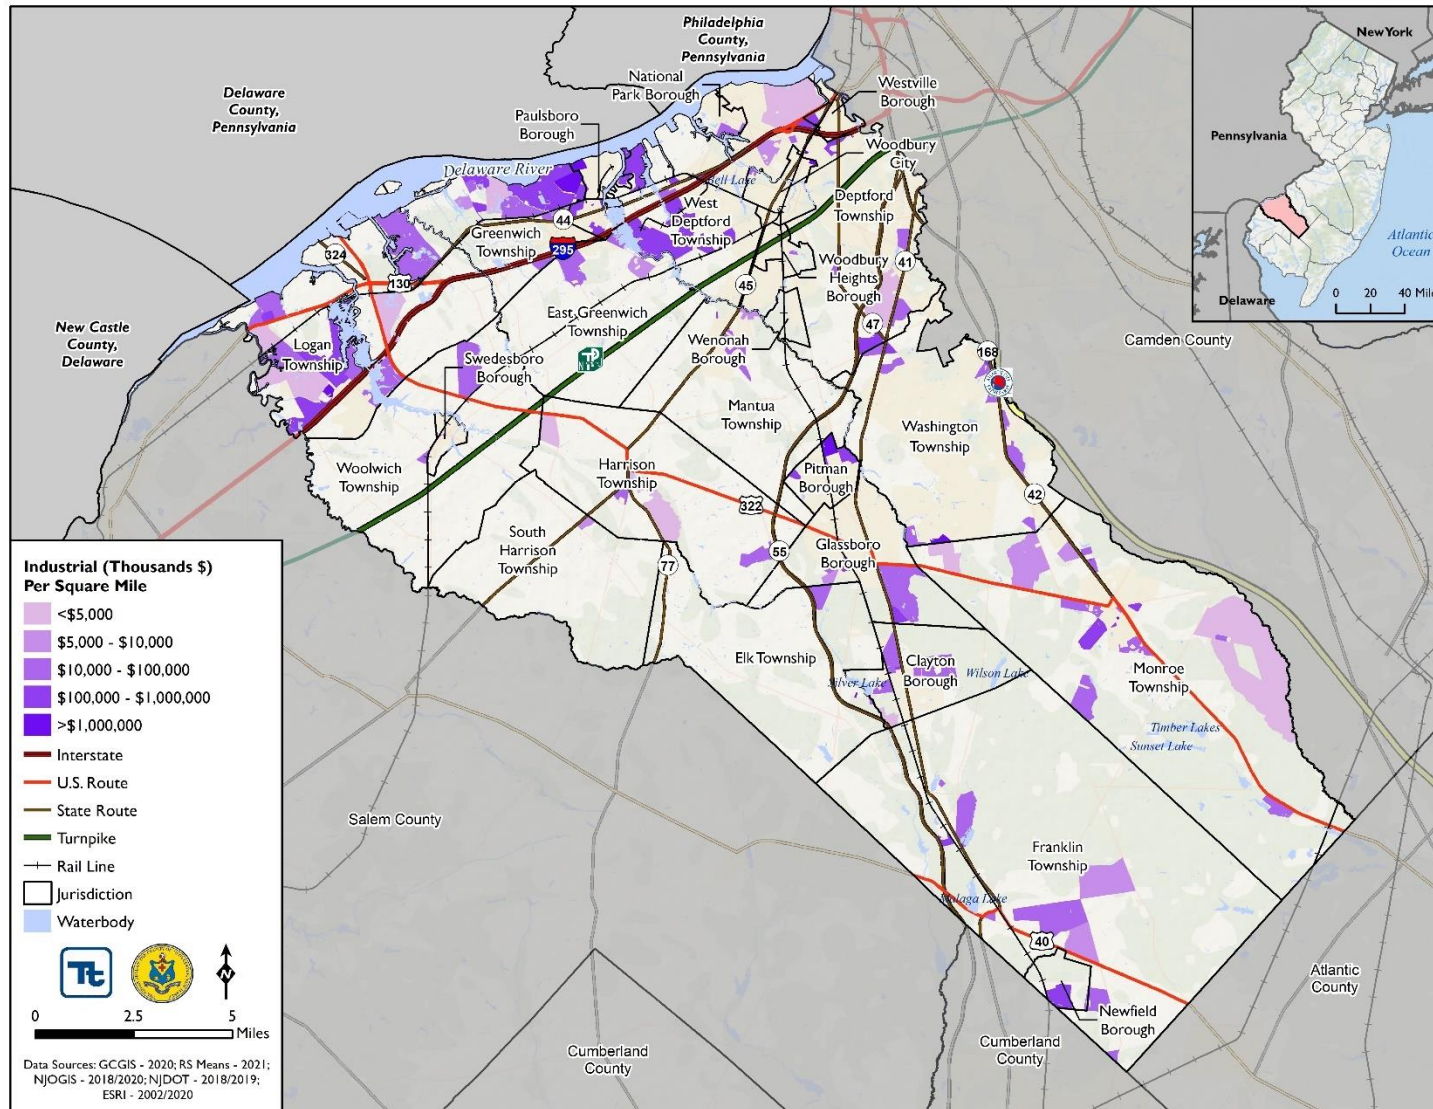 Philadelphia
County,
Pennsylvania
Delaware
County,
Pennsylvania
New Castle
County,
Delaware
National
Park Borough
Westville
Borough
Paulsboro
Borough
Woodbury
City
Delaware River
West
Deptford
Township
Deptford
Township
Greenwich
Township
44
295
324
130
45
41
47
Woodbury
Heights
Borough
East Greenwich
Township
Wenonah
Borough
Logan
Township
Swedesboro
Borough
168
Mantua
Township
Washington
Township
Woolwich
Township
Harrison
Township
Pitman
Borough
322
42
South
Harrison
Township
55
77
Glassboro
Borough
Elk Township
Clayton
Borough
Silver Lake
Wilson Lake
Monroe
Township
Timber Lakes
Sunset Lake
Franklin
Township
Malaga Lake
40
Newfield
Borough
Camden County
Salem County
Cumberland
County
Cumberland
County
Atlantic
County
New York
Pennsylvania
Atlantic
Ocean
Delaware
0 20 40 Mile
Industrial (Thousands $)
Per Square Mile
<$5,000
$5,000 - $10,000
$10,000 - $100,000
$100,000 - $1,000,000
>$1,000,000
Interstate
U.S. Route
State Route
Turnpike
Rail Line
Jurisdiction
Waterbody
Tt
N
0 2.5 5
Miles
Data Sources: GCGIS - 2020; RS Means - 2021;
NJOGIS - 2018/2020; NJDOT - 2018/2019;
ESRI - 2002/2020